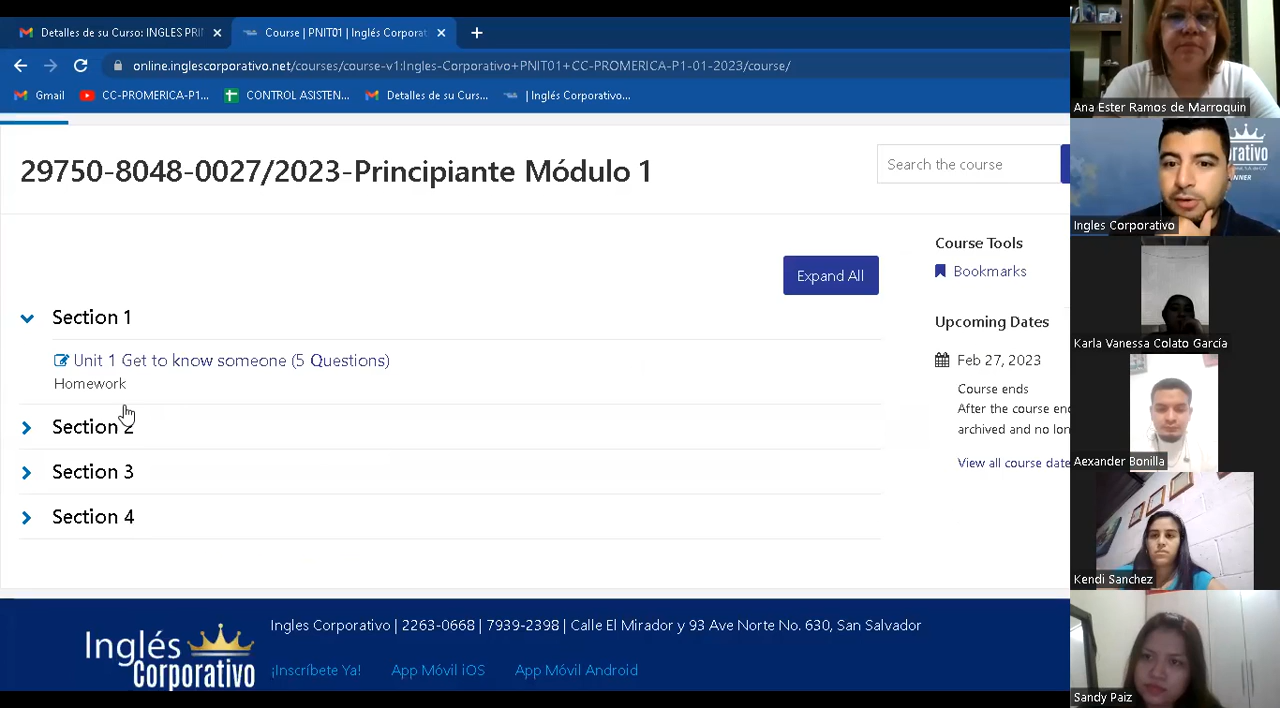 Detalles de su Curso: INGLES PRI
Course | PNIT01 | Inglés Corporat
online.inglescorporativo.net/courses/course-v1:Ingles-Corporativo+PNIT01+CC-PROMERICA-P1-01-2023/course/
Gmail
CC-PROMERICA-P1...
CONTROL ASISTEN...
Detalles de su Curs...
| Inglés Corporativo...
29750-8048-0027/2023-Principiante Módulo 1
Search the course
Expand All
Section 1
Unit 1 Get to know someone (5 Questions)
Homework
Section 2
Section 3
Section 4
Course Tools
Bookmarks
Upcoming Dates
Feb 27, 2023
Course ends
After the course end
archived and no lon
View all course date
Inglés
Corporativo
Ingles Corporativo | 2263-0668 | 7939-2398 | Calle El Mirador y 93 Ave Norte No. 630, San Salvador
¡Inscríbete Ya!
App Móvil iOS
App Móvil Android
Ana Ester Ramos de Marroquin
Ingles Corporativo
Karla Vanessa Colato García
Aexander Bonilla
Kendi Sanchez
Sandy Paiz